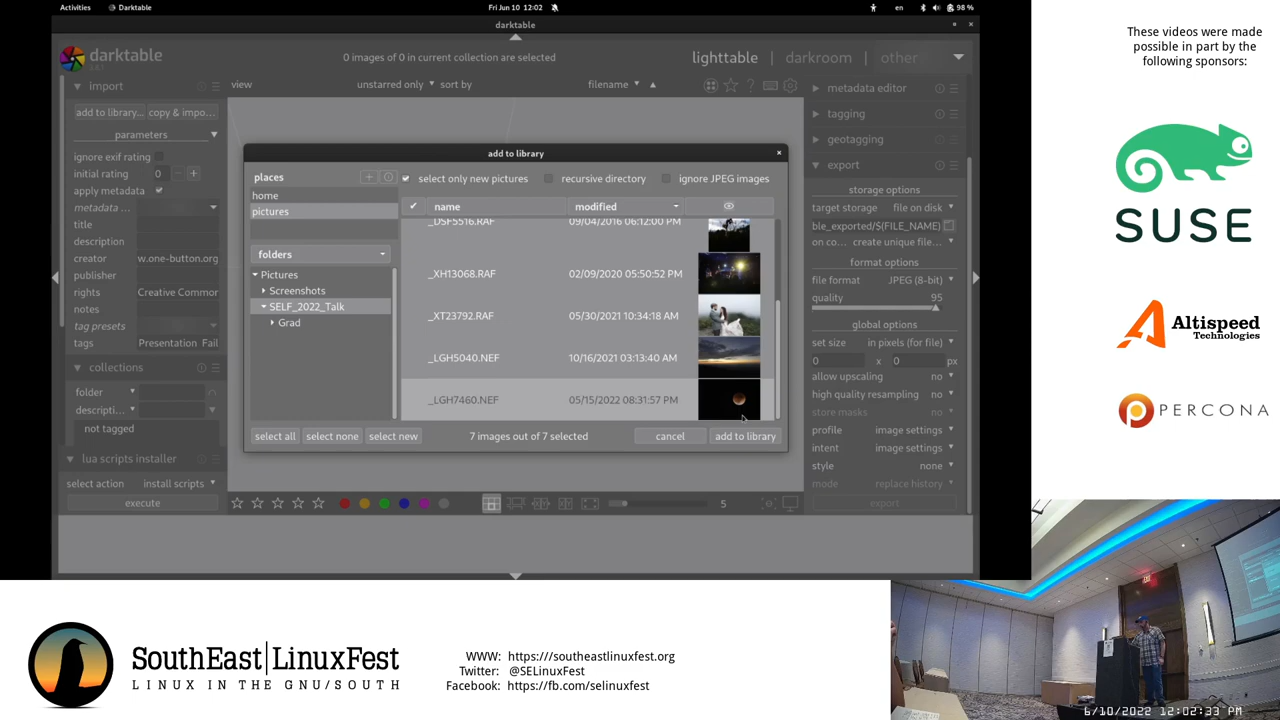 Activities
Darktable
Fri Jun 10 12:02
en
98 %
darktable
darktable
0 images of 0 in current collection are selected
lighttable | darkroom | other
import
view
unstarred only
sort by
filename
metadata editor
add to library...
copy & impo...
tagging
parameters
geotagging
ignore exif rating
initial rating 0 - +
apply metadata
metadata ...
title
description
creator w.one-button.org
publisher
rights Creative Commor
notes
tag presets
tags Presentation Fail
collections
folder
descripti...
not tagged
lua scripts installer
select action install scripts
execute
add to library
places
home
pictures
select only new pictures
recursive directory
ignore JPEG images
name
modified
folders
Pictures
Screenshots
SELF_2022_Talk
Grad
_DSF5516.RAF 09/04/2016 06:12:00 PM
_XH13068.RAF 02/09/2020 05:50:52 PM
_XT23792.RAF 05/30/2021 10:34:18 AM
_LGH5040.NEF 10/16/2021 03:13:40 AM
_LGH7460.NEF 05/15/2022 08:31:57 PM
select all
select none
select new
7 images out of 7 selected
cancel
add to library
5
export
storage options
target storage file on disk
ble_exported/$(FILE_NAME)
on co... create unique file...
format options
file format JPEG (8-bit)
quality 95
global options
set size in pixels (for file)
0 x 0 px
allow upscaling no
high quality resampling no
store masks no
profile image settings
intent image settings
style none
mode replace history
export
These videos were made
possible in part by the
following sponsors:
SUSE
Altispeed
Technologies
PERCONA
SouthEast|LinuxFest
LINUX IN THE GNU/SOUTH
WWW: https:///southeastlinuxfest.org
Twitter: @SELinuxFest
Facebook: https://fb.com/selinuxfest
6/10/2022 12:02:33 PM